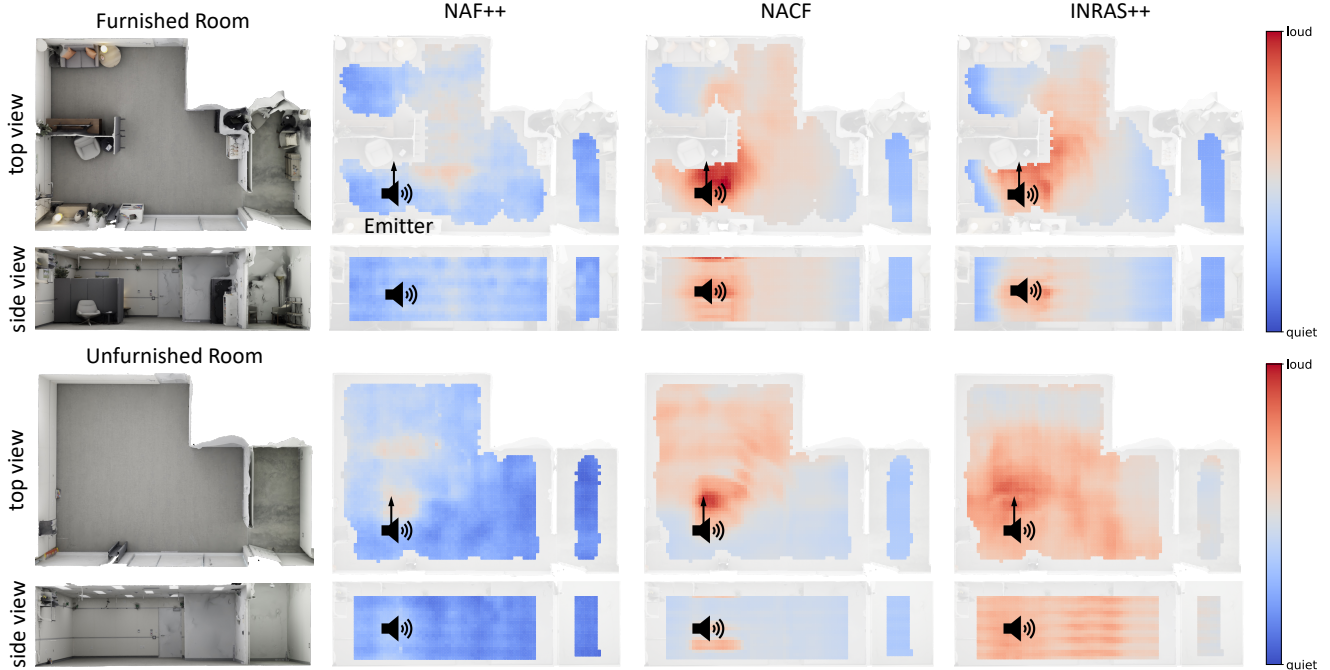 Furnished Room
NAF++
NACF
INRAS++
top view
Emitter
side view
loud
quiet
Unfurnished Room
top view
side view
loud
quiet